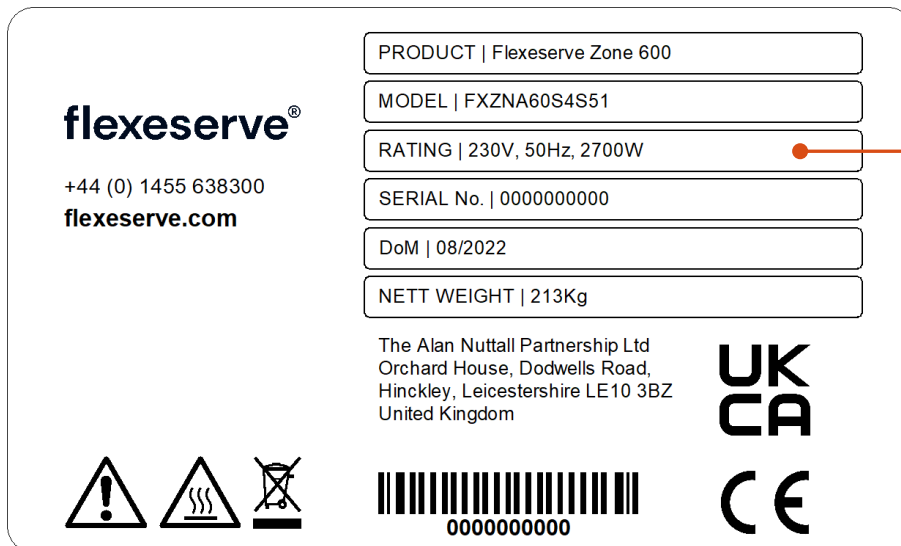 flexeserve®
+44 (0) 1455 638300
flexeserve.com
PRODUCT | Flexeserve Zone 600
MODEL | FXZNA60S4S51
RATING | 230V, 50Hz, 2700W
SERIAL No. | 0000000000
DoM | 08/2022
NETT WEIGHT | 213Kg
The Alan Nuttall Partnership Ltd
Orchard House, Dodwells Road,
Hinckley, Leicestershire LE10 3BZ
United Kingdom
UK
CA
0000000000
CE